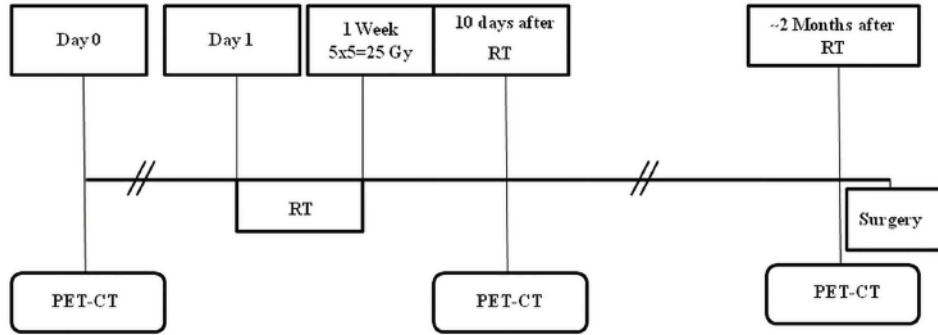 Day 0
Day 1
1 Week
5x5=25 Gy
10 days after
RT
~2 Months after
RT
RT
Surgery
PET-CT
PET-CT
PET-CT